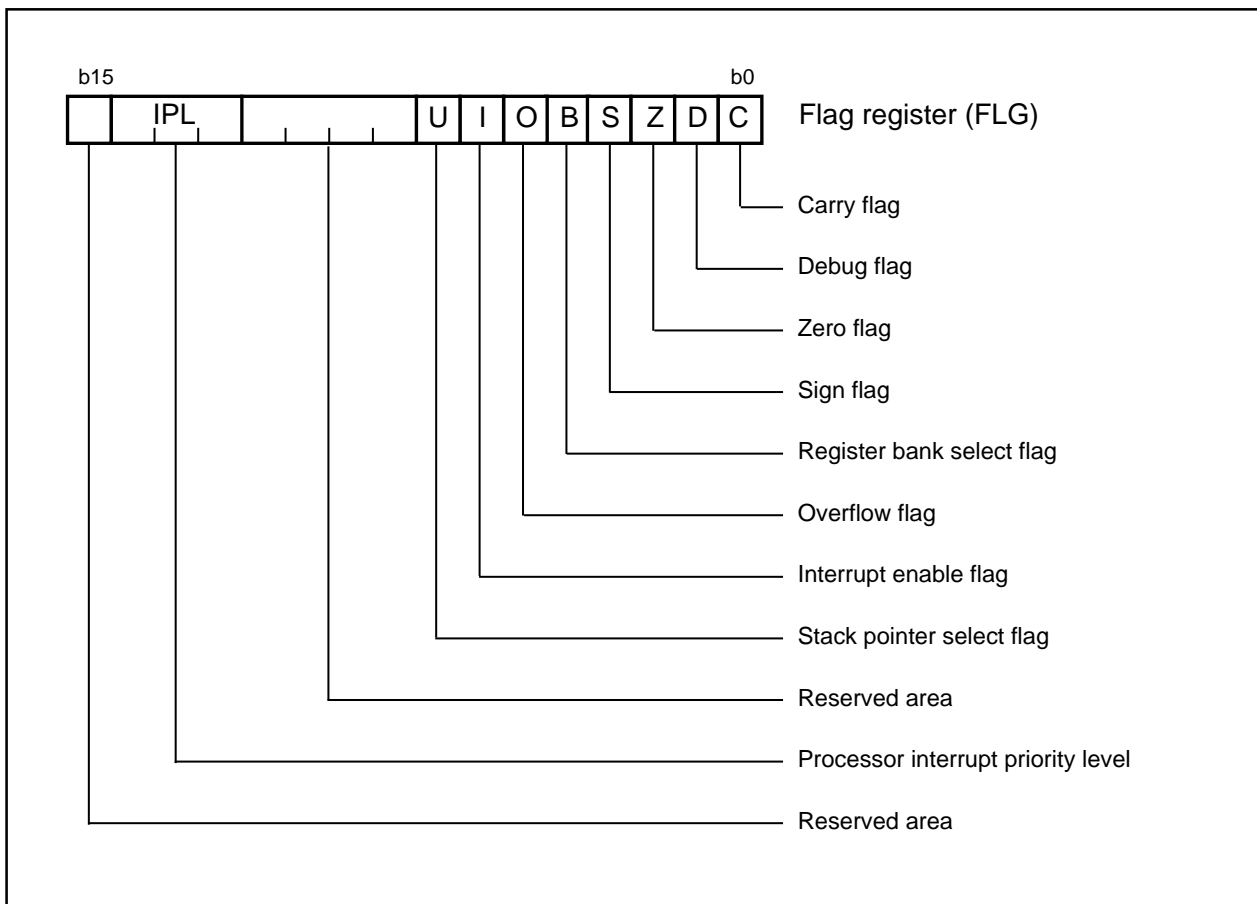 b15 b0
IPL U I O B S Z D C Flag register (FLG)
Carry flag
Debug flag
Zero flag
Sign flag
Register bank select flag
Overflow flag
Interrupt enable flag
Stack pointer select flag
Reserved area
Processor interrupt priority level
Reserved area